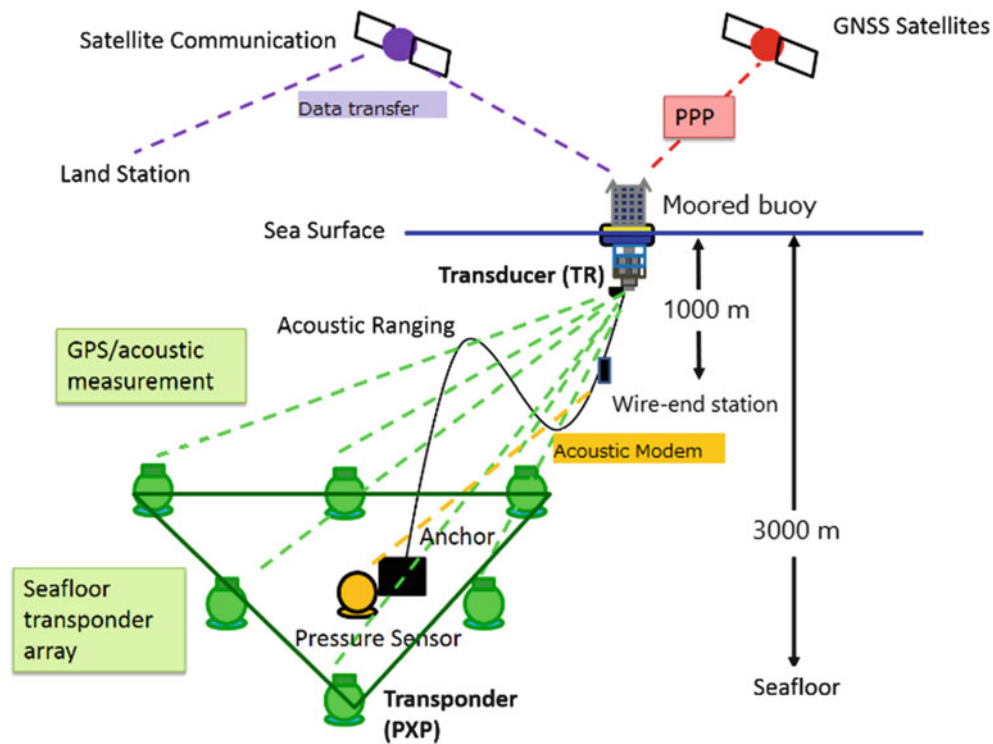 Satellite Communication
GNSS Satellites
Data transfer
PPP
Land Station
Moored buoy
Sea Surface
Transducer (TR)
1000 m
Acoustic Ranging
GPS/acoustic
measurement
Wire-end station
Acoustic Modem
3000 m
Anchor
Seafloor
transponder
array
Pressure Sensor
Seafloor
Transponder
(PXP)